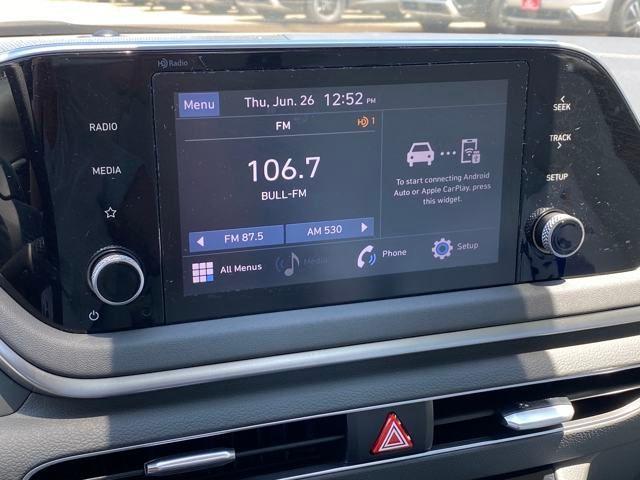 HD Radio
Menu
Thu, Jun. 26 12:52 PM
FM
HD 1
106.7
BULL-FM
FM 87.5
AM 530
To start connecting Android
Auto or Apple CarPlay, press
this widget.
All Menus
Media
Phone
Setup
RADIO
MEDIA
SEEK
TRACK
SETUP